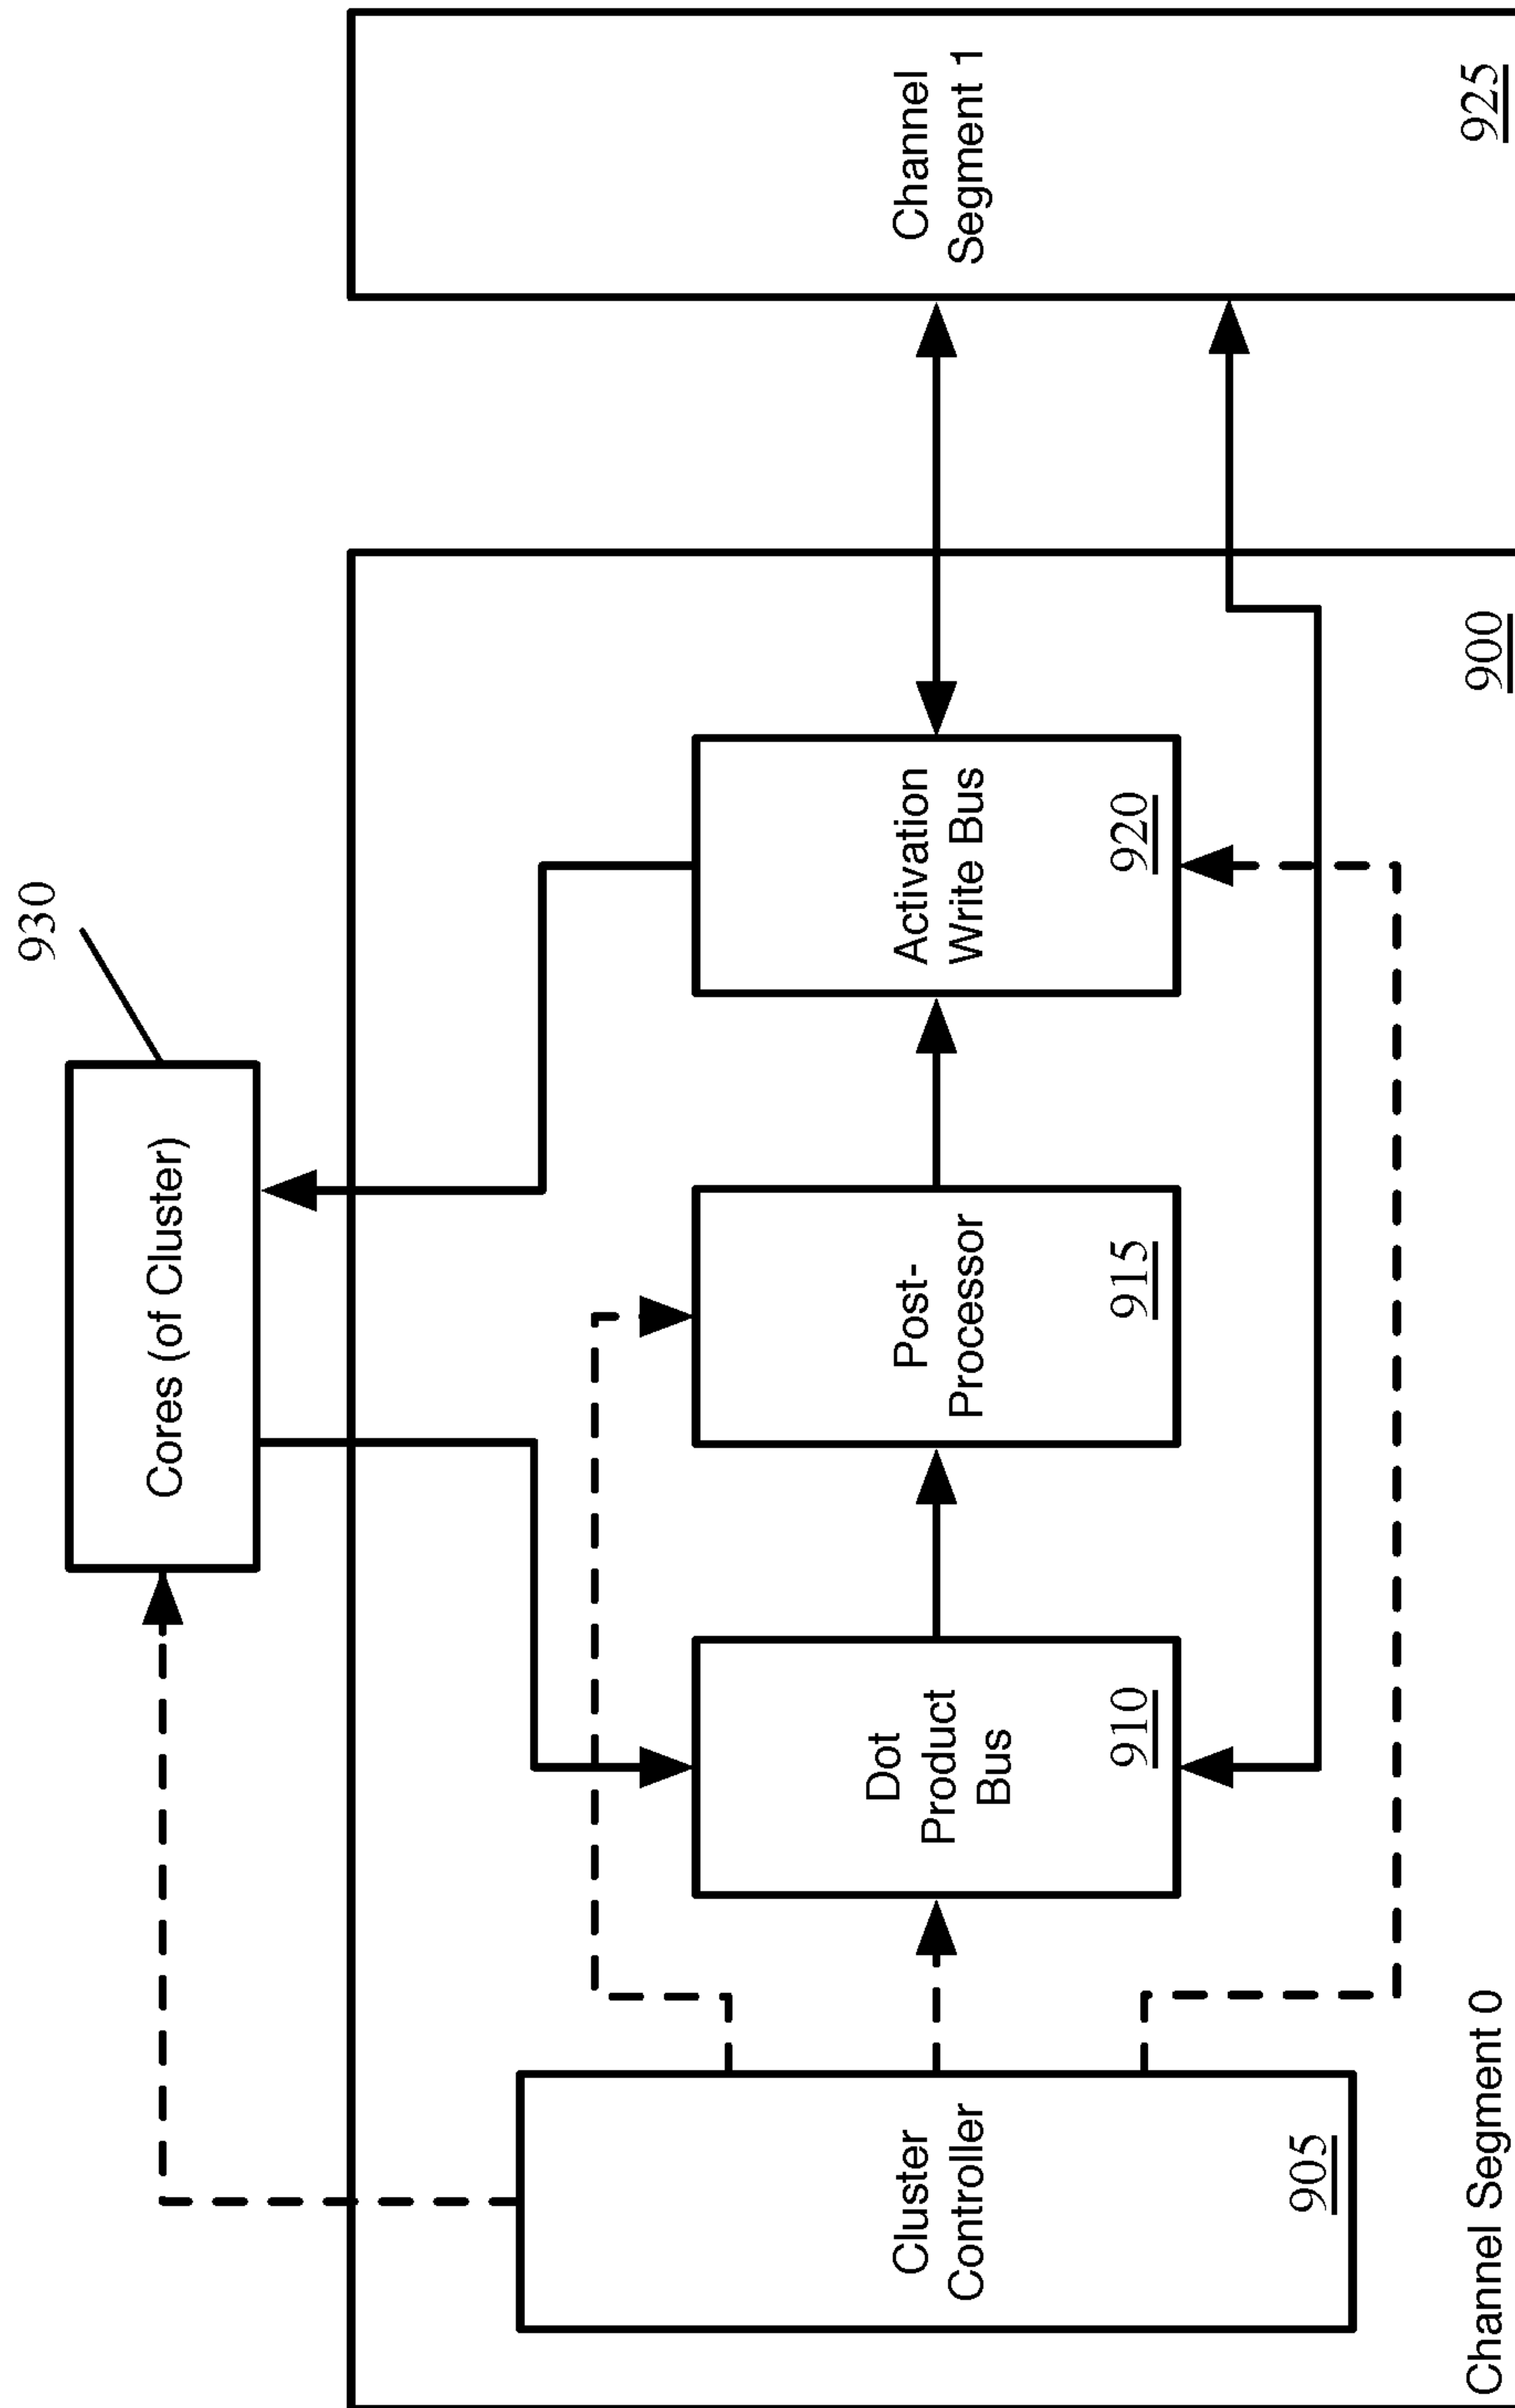 930
Cores (of Cluster)
Cluster
Controller
905
Dot
Product
Bus
910
Post-
Processor
915
Activation
Write Bus
920
Channel
Segment 1
925
Channel Segment 0
900